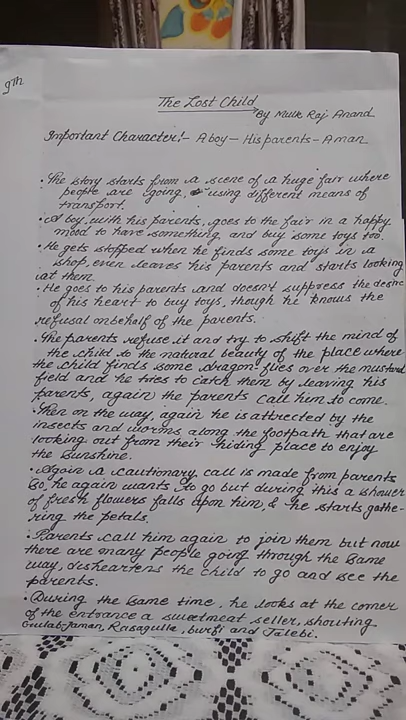 9th
The Lost Child
By Mulk Raj Anand
Important Character:- A boy - His parents - A man
• The story starts from a scene of a huge fair where
people are going, using different means of
transport.
• A boy, with his parents, goes to the fair in a happy
mood to have something, and buy some toys too.
• He gets stopped when he finds some toys in a
shop, even leaves his parents and starts looking
at them.
• He goes to his parents and doesn't suppress the desire
of his heart to buy toys, though he knows the
refusal onbehalf of the parents.
• The parents refuse it and try to shift the mind of
the child to the natural beauty of the place where
the child finds some dragon flies over the mustard
field and he tries to catch them by leaving his
parents, again the parents call him to come.
• Then on the way, again he is attrected by the
insects and worms along the footpath that are
looking out from their hiding place to enjoy
the Sunshine.
• Again a cautionary call is made from parents
So, he again wants to go but during this a shower
of fresh flowers falls upon him, & he starts gathe-
ring the petals.
• Parents call him again to join them but now
there are many people going through the same
way, disheartens the child to go and see the
parents.
• During the same time, he looks at the corner
of the entrance a sweetmeat seller, shouting
Gulab-Jaman, Rasagulla, burfi and Jalebi.